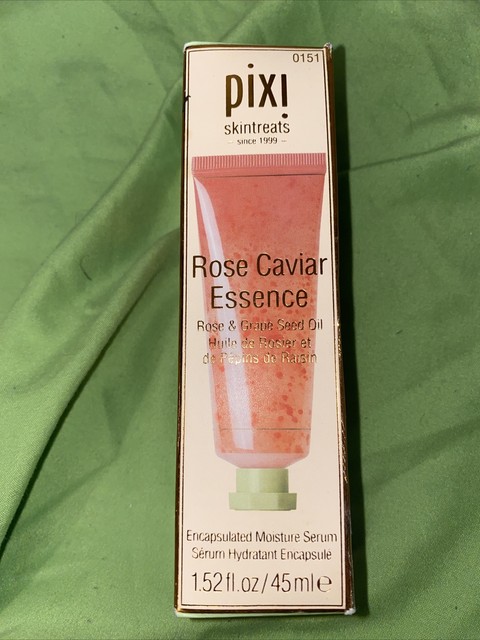 0151
pixi
skintreats
- since 1999 -
Rose Caviar
Essence
Rose & Grape Seed Oil
Huile de Rosier et
de Pépins de Raisin
Encapsulated Moisture Serum
Sérum Hydratant Encapsulé
1.52 fl.oz/45ml℮